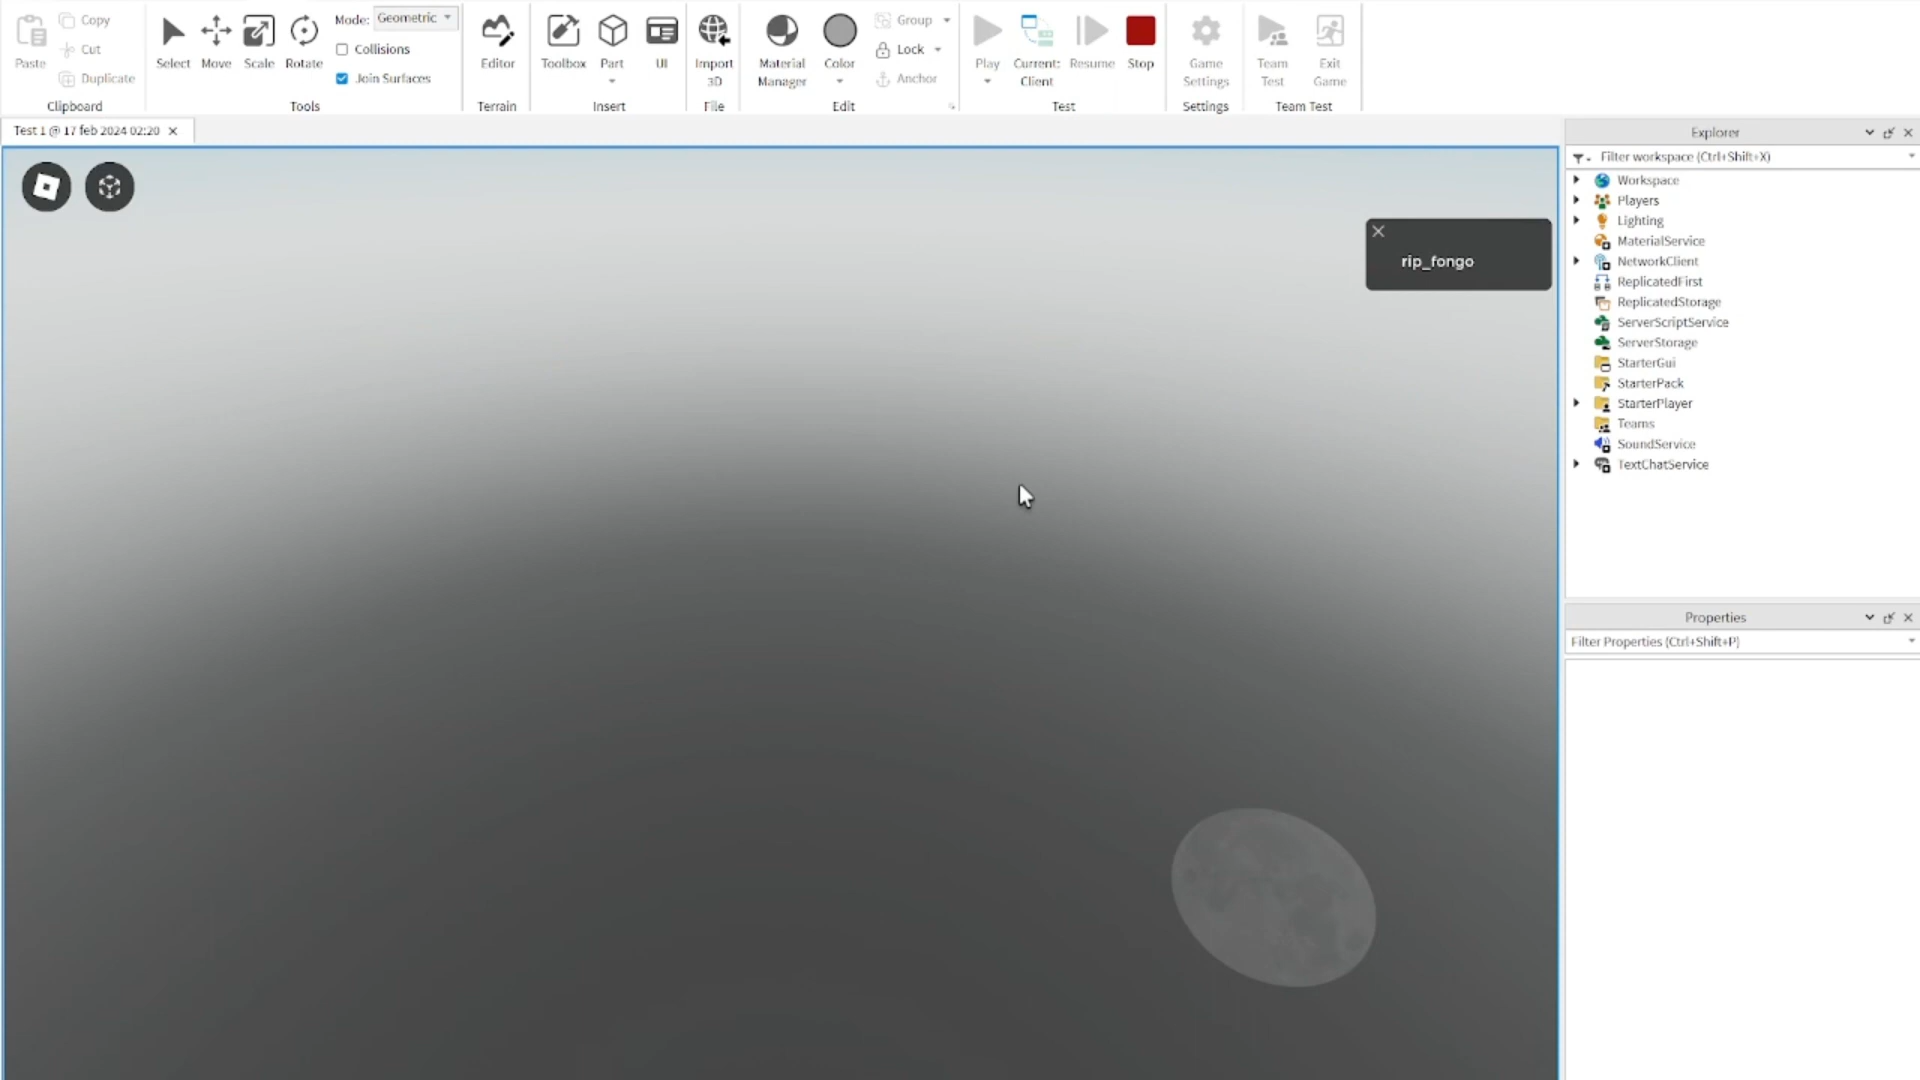 Paste
Copy
Cut
Duplicate
Clipboard
Select
Move
Scale
Rotate
Mode: Geometric
Collisions
Join Surfaces
Tools
Editor
Terrain
Toolbox
Part
UI
Insert
Import
3D
File
Material
Manager
Color
Group
Lock
Anchor
Edit
Play
Current:
Client
Resume
Stop
Test
Game
Settings
Settings
Team
Test
Exit
Game
Team Test
Test 1 @ 17 feb 2024 02:20
rip_fongo
Explorer
Filter workspace (Ctrl+Shift+X)
Workspace
Players
Lighting
MaterialService
NetworkClient
ReplicatedFirst
ReplicatedStorage
ServerScriptService
ServerStorage
StarterGui
StarterPack
StarterPlayer
Teams
SoundService
TextChatService
Properties
Filter Properties (Ctrl+Shift+P)